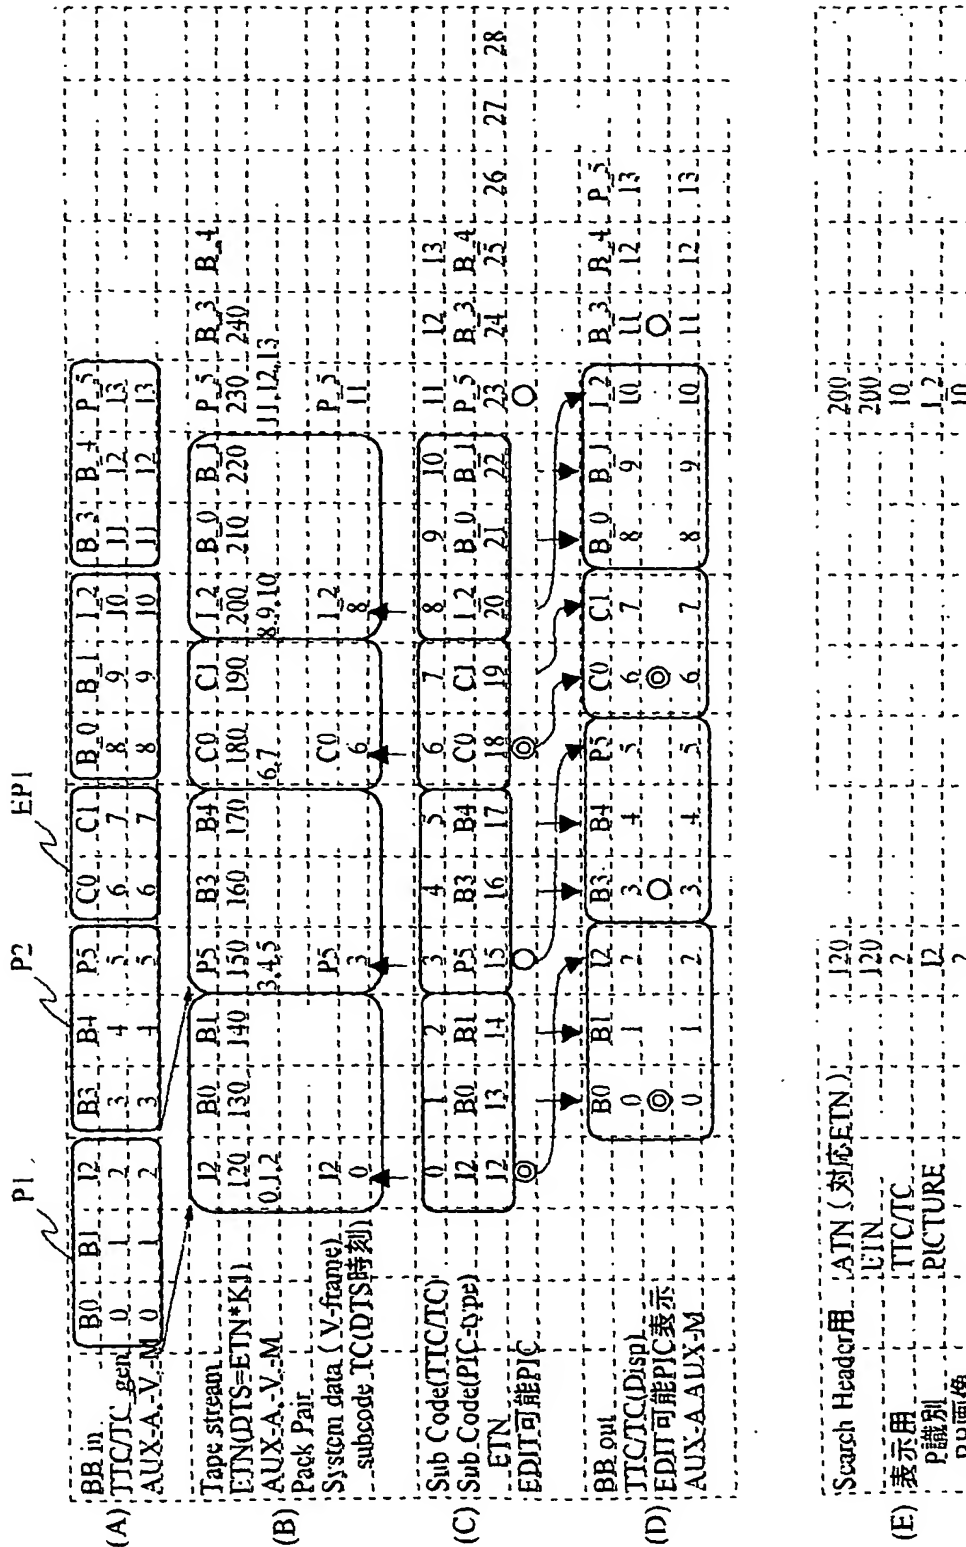 P1 P2 EP1
(A)
BB in B0 B1 I2 B3 B4 P5 C0 C1 B_0 B_1 I_2 B_3 B_4 P_5
TTC/TC_gen 0 1 2 3 4 5 6 7 8 9 10 11 12 13
AUX-A.-V.-M 0 1 2 3 4 5 6 7 8 9 10 11 12 13
(B)
Tape stream I2 B0 B1 P5 B3 B4 C0 C1 I_2 B_0 B_1 P_5 B_3 B_4
ETN(DTS=ETN*K1) 120 130 140 150 160 170 180 190 200 210 220 230 240
AUX-A.-V.-M 0,1,2 3,4,5 6,7 8,9,10 11,12,13
Pack Pair
System data (V-frame) I2 P5 C0 I_2 P_5
subcode TC(DTS時刻) 0 3 6 8 11
(C)
Sub Code(TTC/TC) 0 1 2 3 4 5 6 7 8 9 10 11 12 13
Sub Code(PIC-type) I2 B0 B1 P5 B3 B4 C0 C1 I_2 B_0 B_1 P_5 B_3 B_4
ETN 12 13 14 15 16 17 18 19 20 21 22 23 24 25 26 27 28
EDIT可能PIC ◎ ○ ◎ ○
(D)
BB out B0 B1 I2 B3 B4 P5 C0 C1 B_0 B_1 I_2 B_3 B_4 P_5
TTC/TC(Disp) 0 1 2 3 4 5 6 7 8 9 10 11 12 13
EDIT可能PIC表示 ◎ ○ ◎ ○
AUX-A.AUX-M 0 1 2 3 4 5 6 7 8 9 10 11 12 13
(E)
Search Header用 ATN (対応ETN) 120 200
表示用 ETN 120 200
TTC/TC 2 10
P識別 PICTURE I2 I_2
2 10